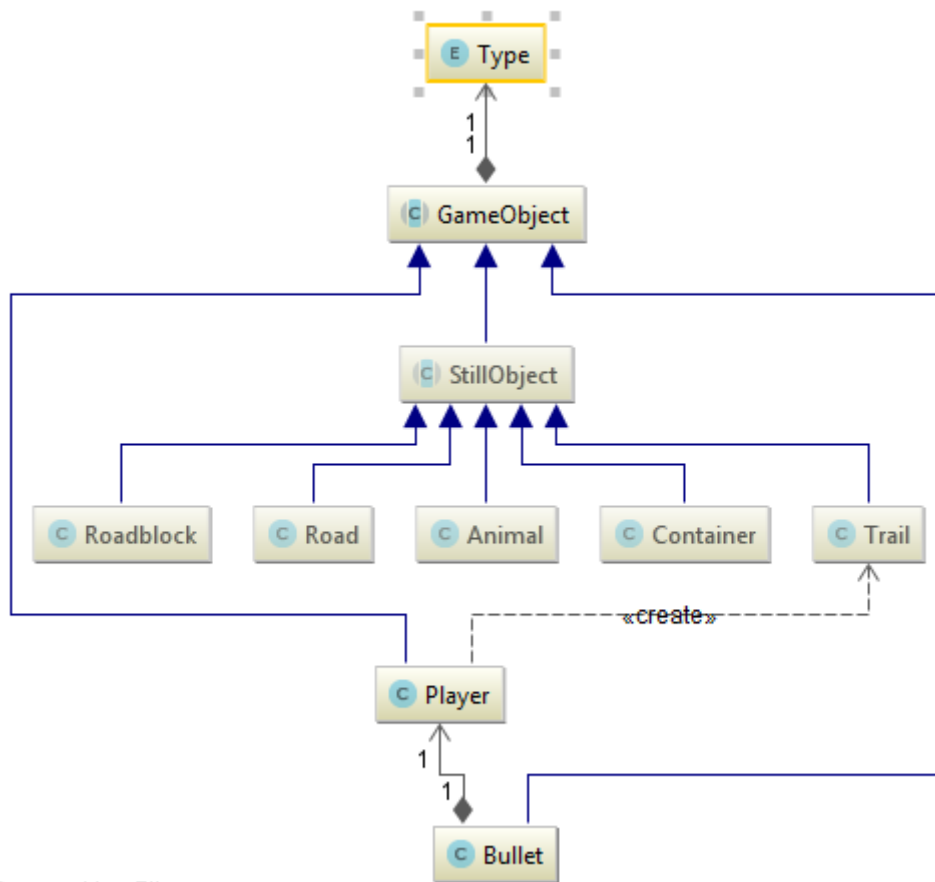 E Type
1
1
C GameObject
C StillObject
C Roadblock
C Road
C Animal
C Container
C Trail
«create»
C Player
1
1
C Bullet